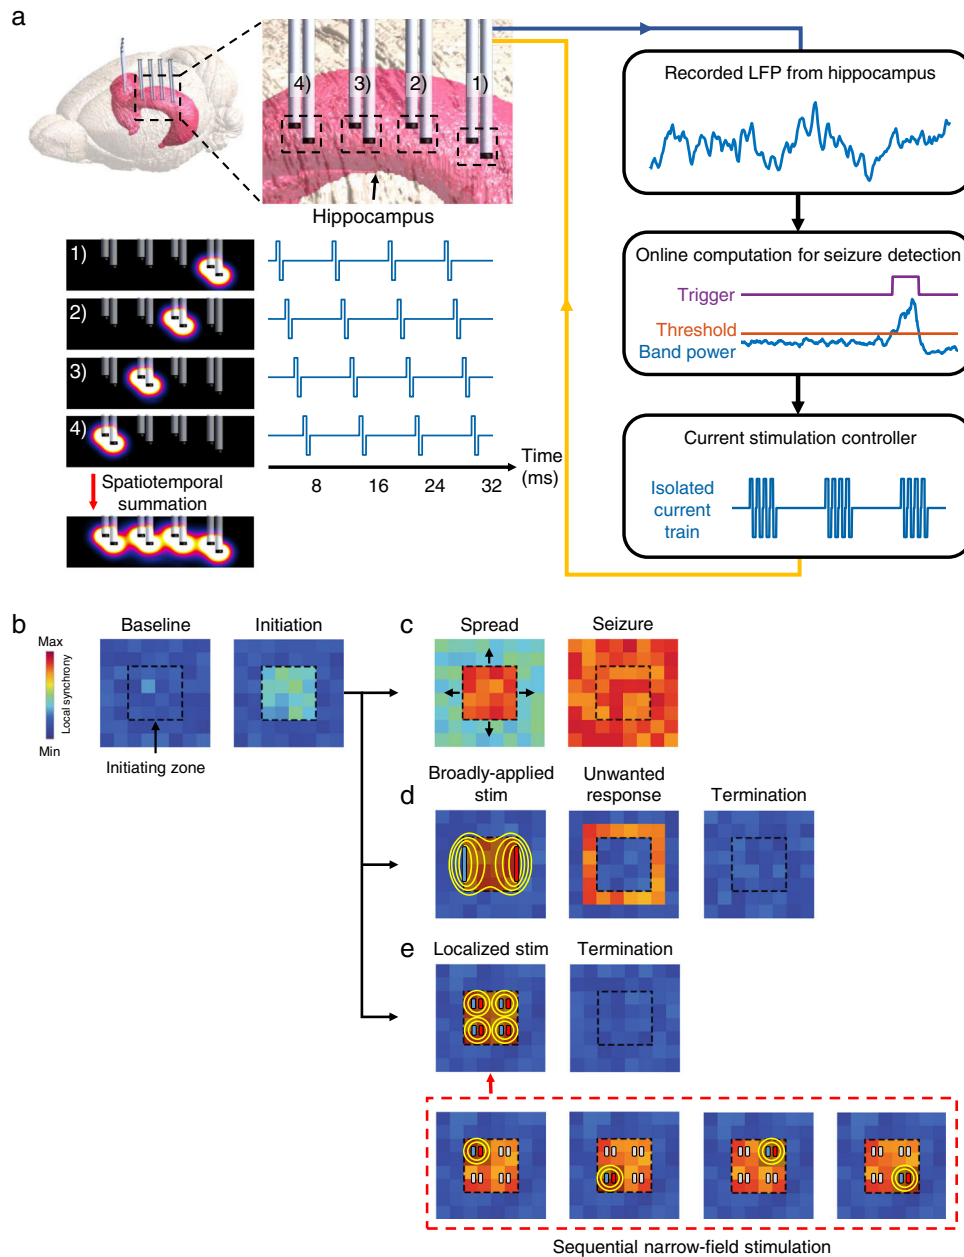 a
4)
3)
2)
1)
Hippocampus
Recorded LFP from hippocampus
Online computation for seizure detection
Trigger
Threshold
Band power
Current stimulation controller
Isolated
current
train
1)
2)
3)
4)
Time
(ms)
8
16
24
32
Spatiotemporal
summation
b
Baseline
Initiation
Max
Local synchrony
Min
Initiating zone
c
Spread
Seizure
d
Broadly-applied
stim
Unwanted
response
Termination
e
Localized stim
Termination
Sequential narrow-field stimulation